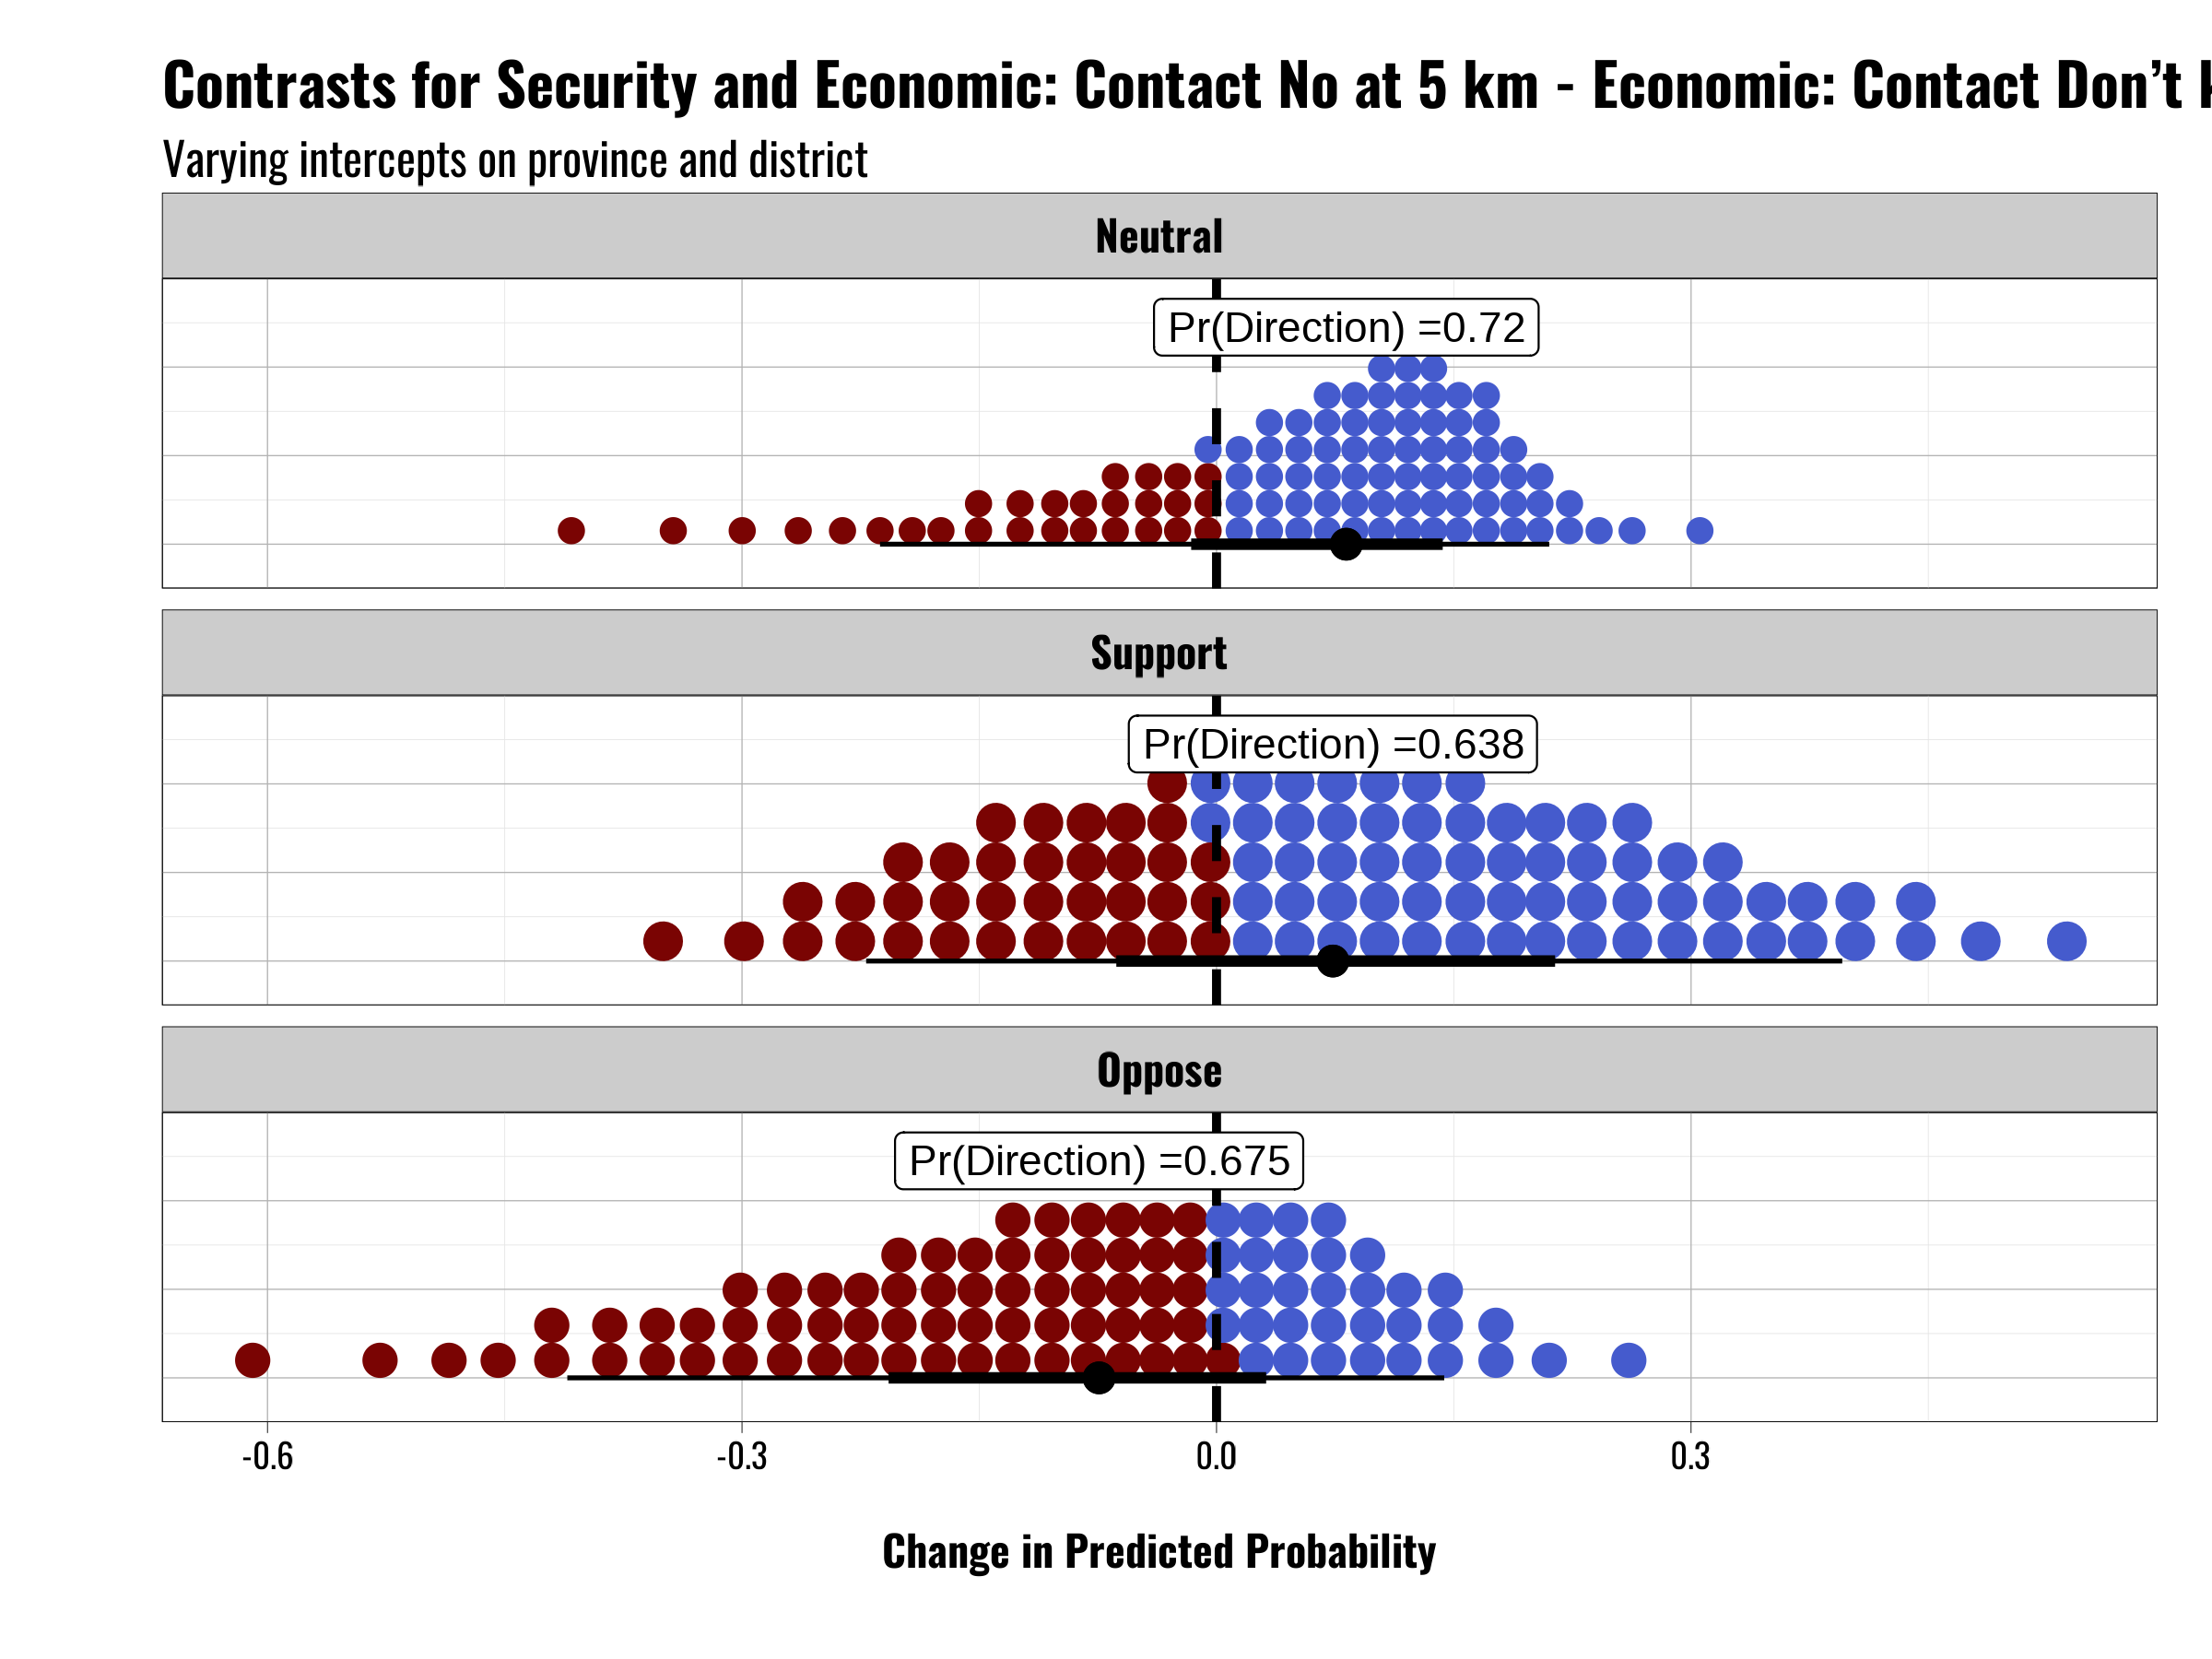 Contrasts for Security and Economic: Contact No at 5 km - Economic: Contact Don’t
Varying intercepts on province and district
Neutral
Pr(Direction) =0.72
Support
Pr(Direction) =0.638
Oppose
Pr(Direction) =0.675
-0.6 -0.3 0.0 0.3
Change in Predicted Probability